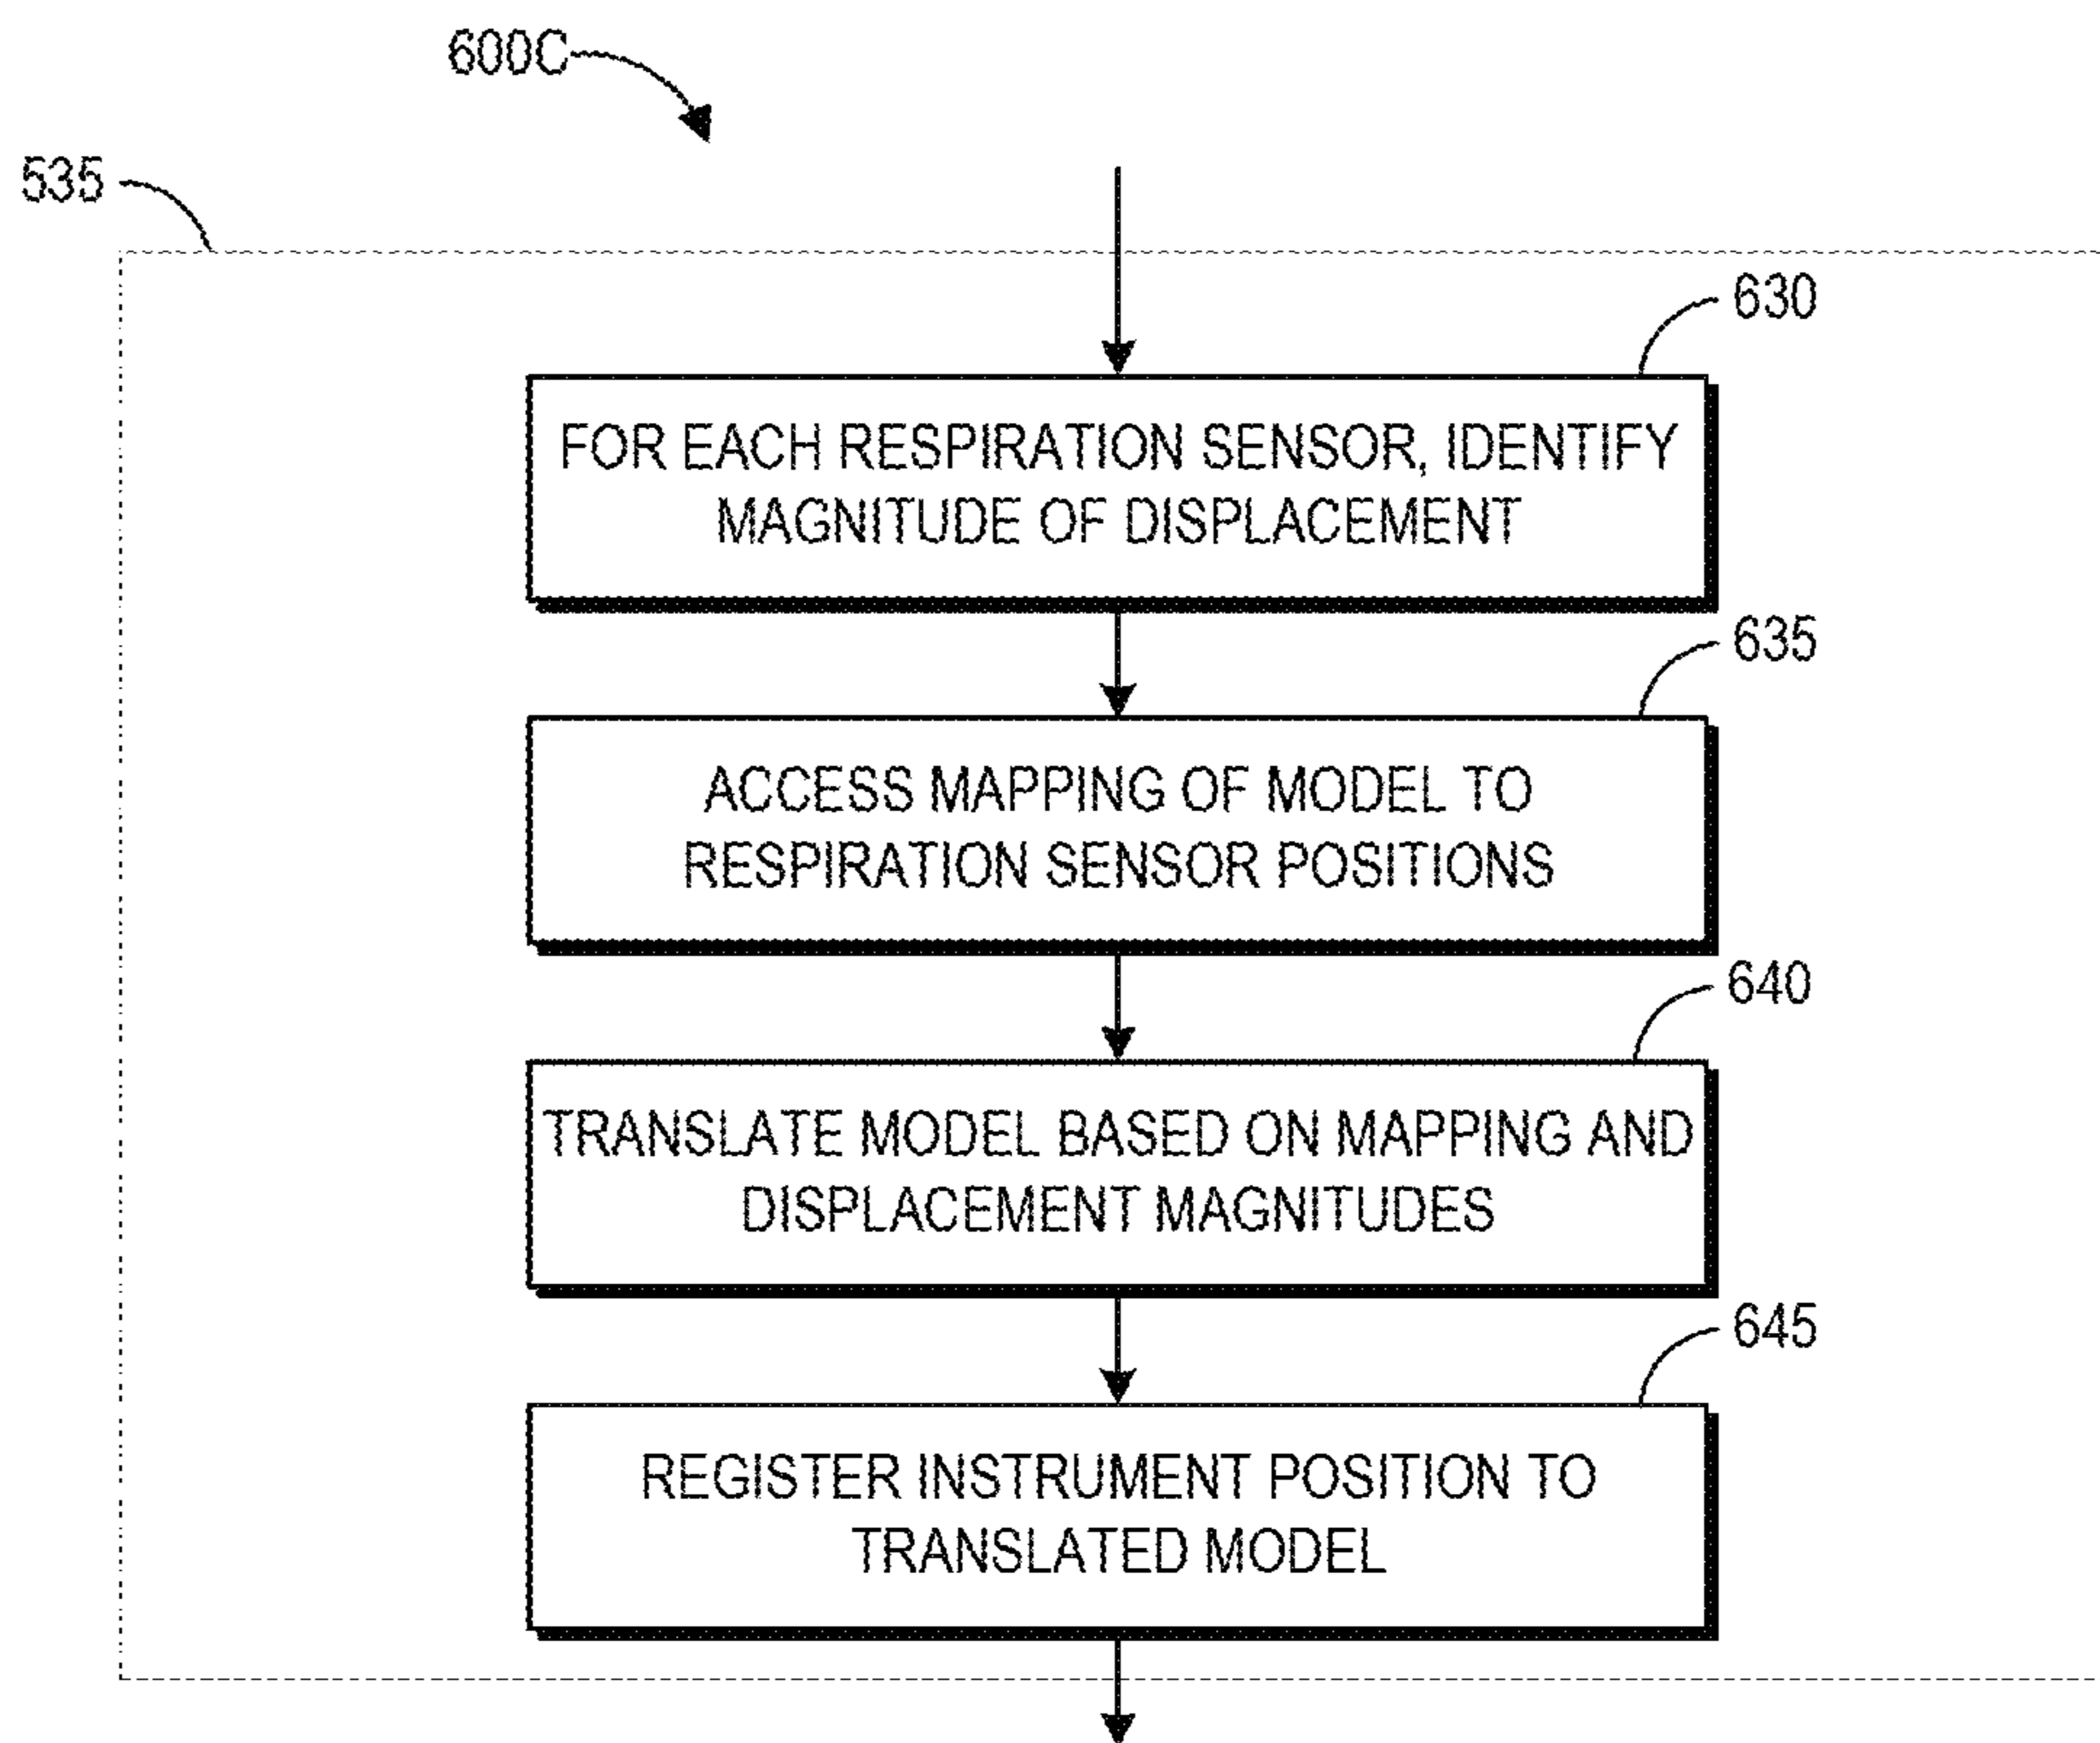 600C
535
630
FOR EACH RESPIRATION SENSOR, IDENTIFY
MAGNITUDE OF DISPLACEMENT
635
ACCESS MAPPING OF MODEL TO
RESPIRATION SENSOR POSITIONS
640
TRANSLATE MODEL BASED ON MAPPING AND
DISPLACEMENT MAGNITUDES
645
REGISTER INSTRUMENT POSITION TO
TRANSLATED MODEL